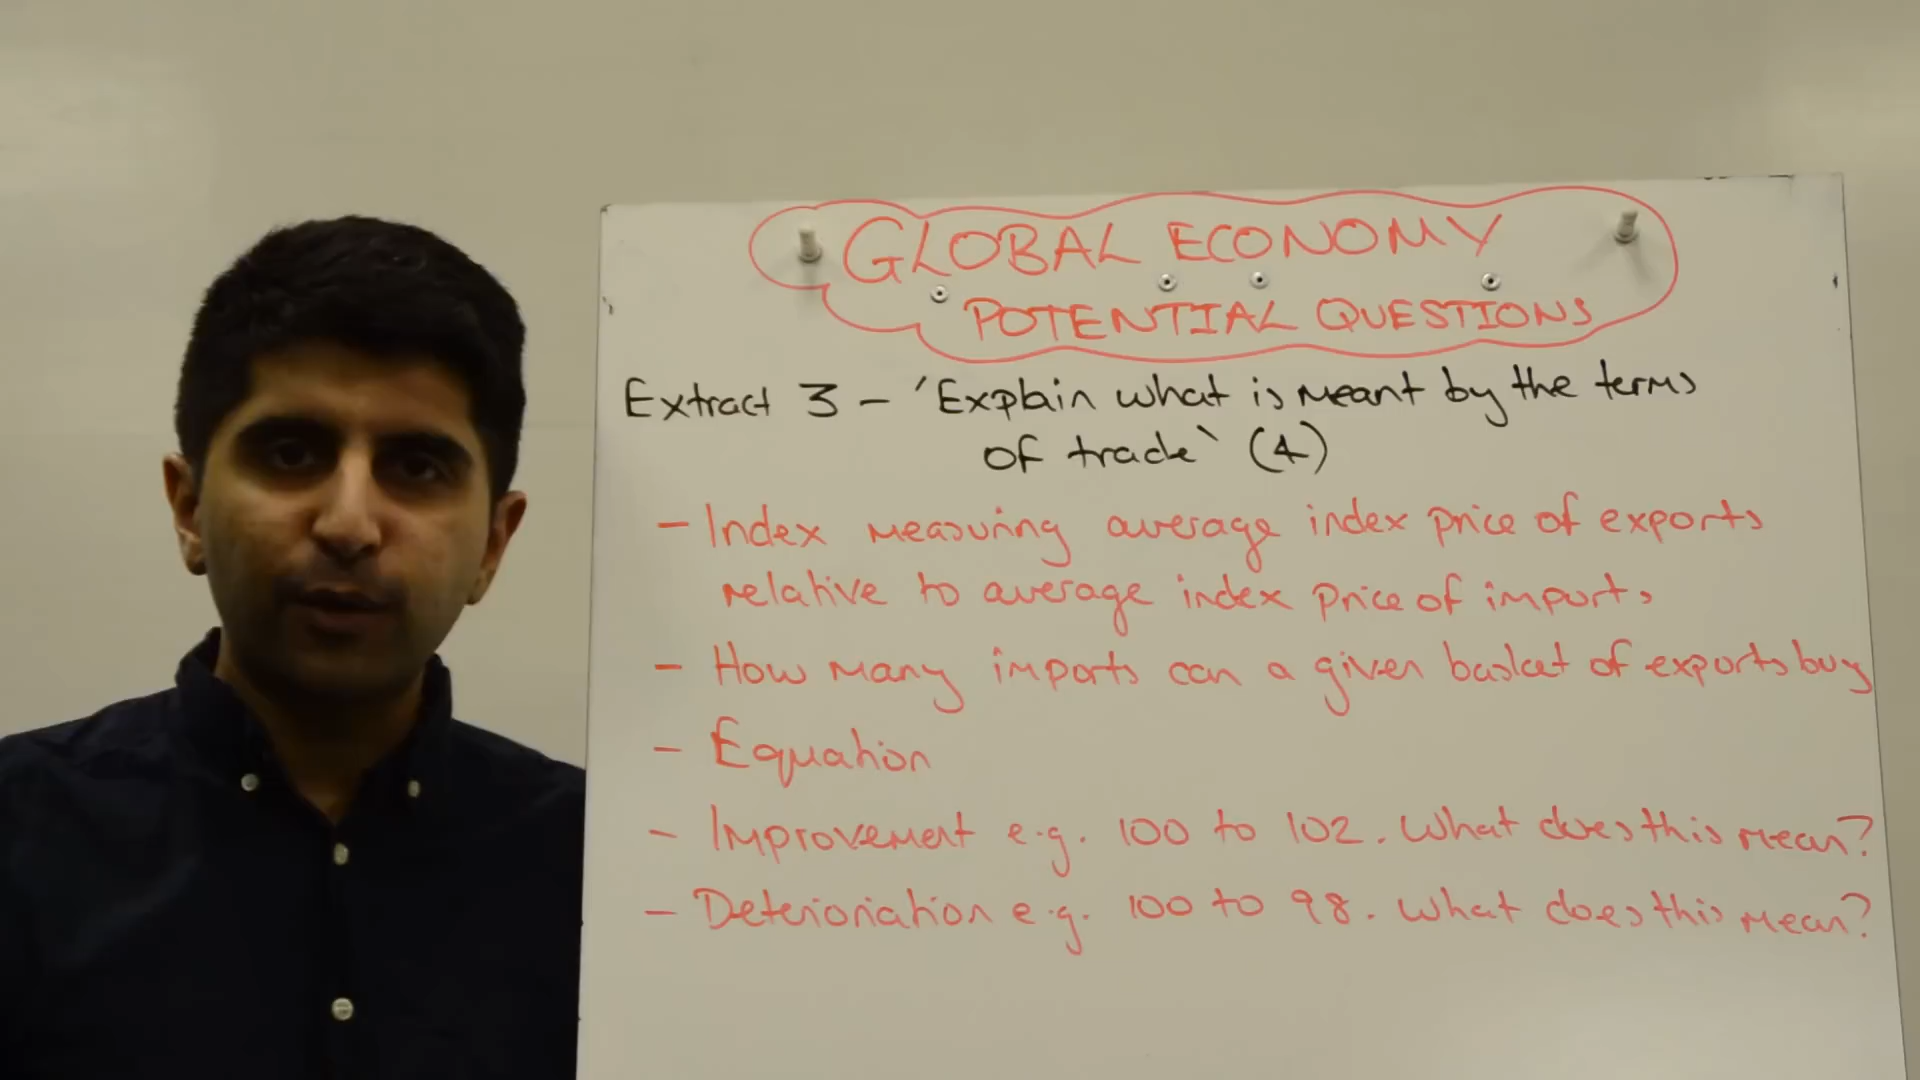 GLOBAL ECONOMY
POTENTIAL QUESTIONS
Extract 3 - 'Explain what is meant by the terms
of trade' (4)
- Index measuring average index price of exports
relative to average index price of imports
- How many imports can a given basket of exports buy
- Equation
- Improvement e.g. 100 to 102. What does this mean?
- Deterioriation e.g. 100 to 98. What does this mean?